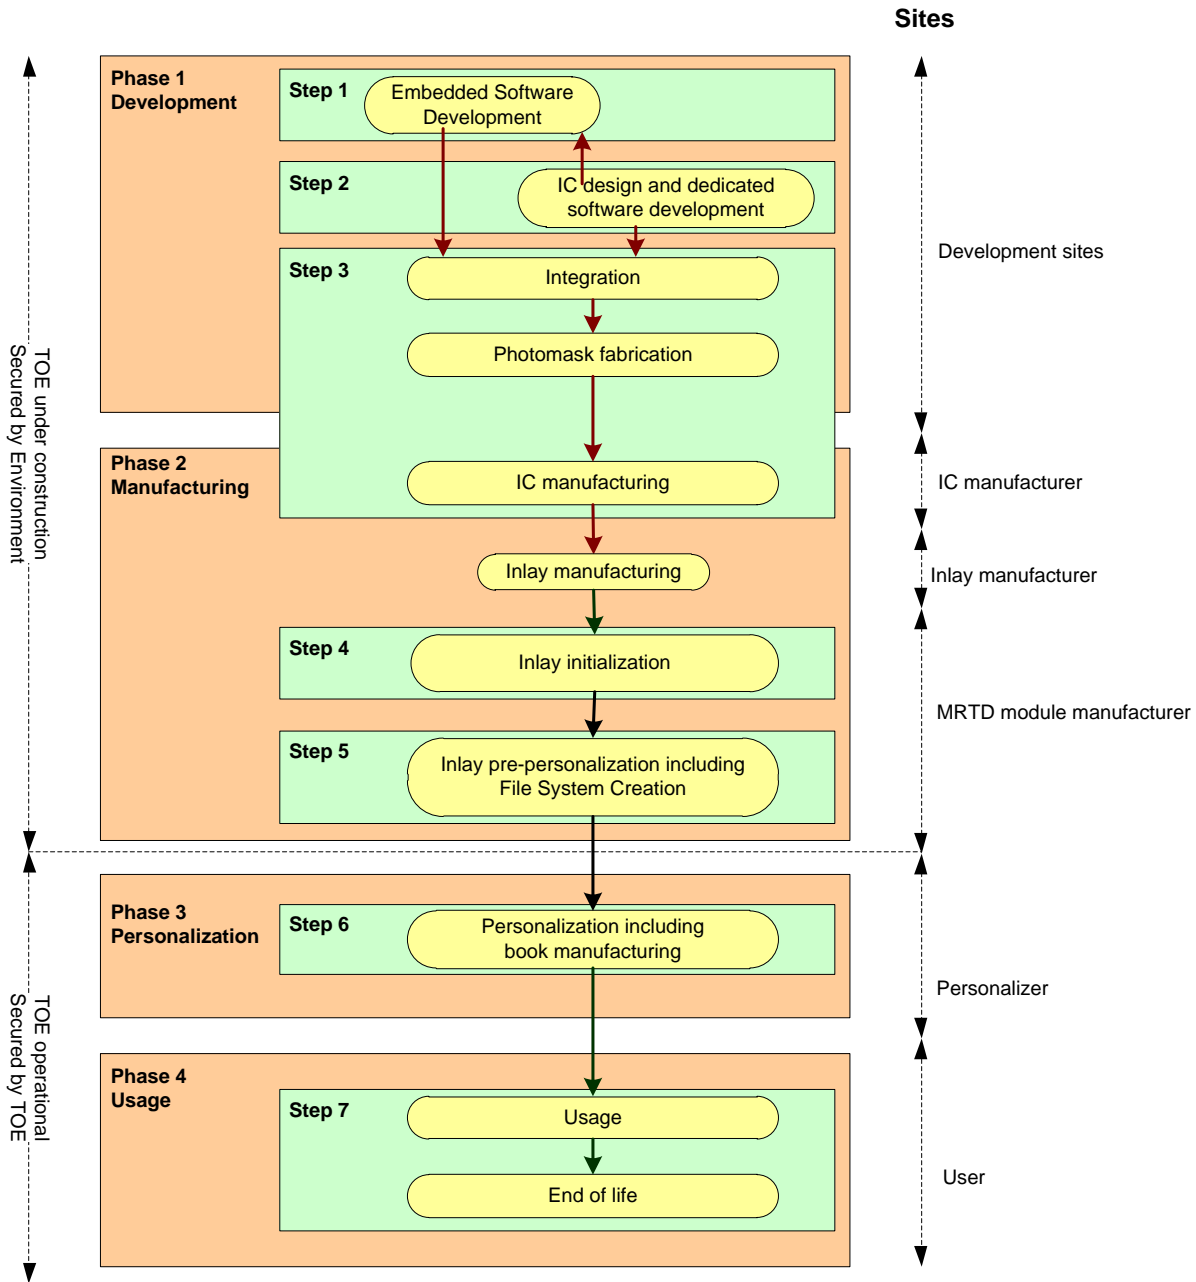 Sites
Phase 1
Development
Step 1
Embedded Software
Development
Step 2
IC design and dedicated
software development
Step 3
Integration
Photomask fabrication
Development sites
TOE under construction
Secured by Environment
Phase 2
Manufacturing
IC manufacturing
IC manufacturer
Inlay manufacturing
Inlay manufacturer
Step 4
Inlay initialization
MRTD module manufacturer
Step 5
Inlay pre-personalization including
File System Creation
Phase 3
Personalization
Step 6
Personalization including
book manufacturing
Personalizer
TOE operational
Secured by TOE
Phase 4
Usage
Step 7
Usage
End of life
User